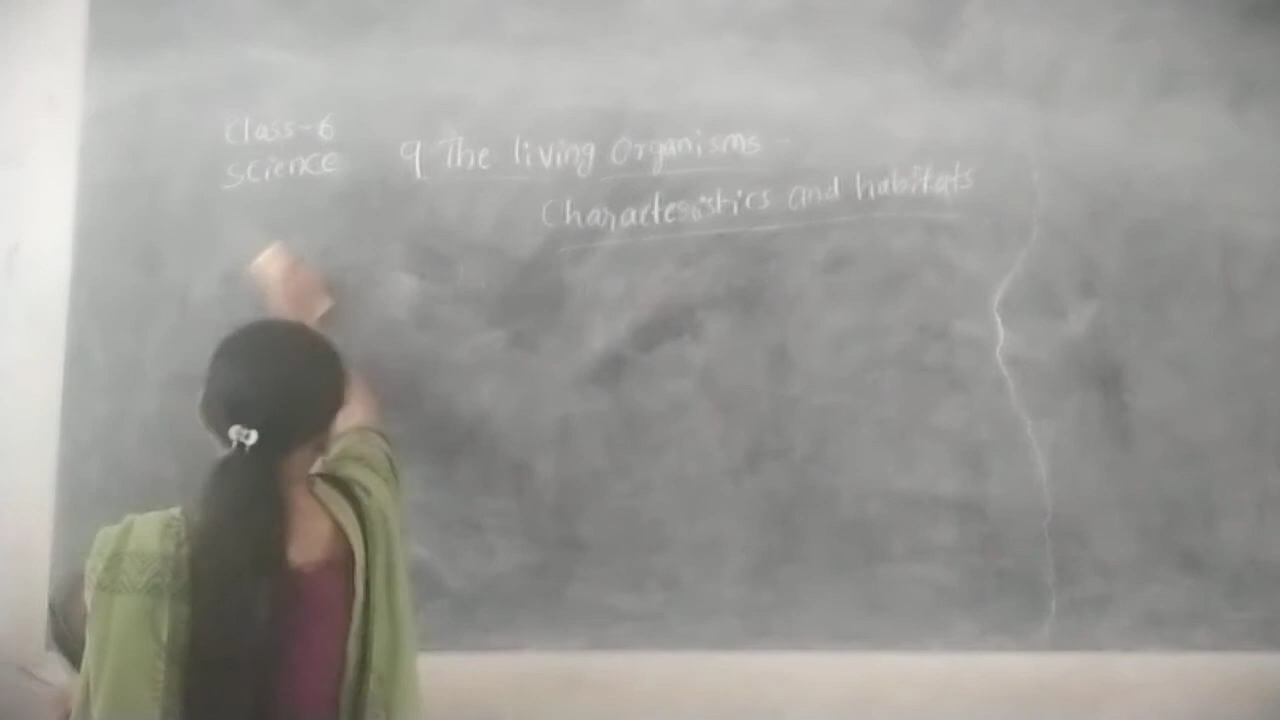 Class-6
Science
9 The living Organisms -
Characteristics and habitats